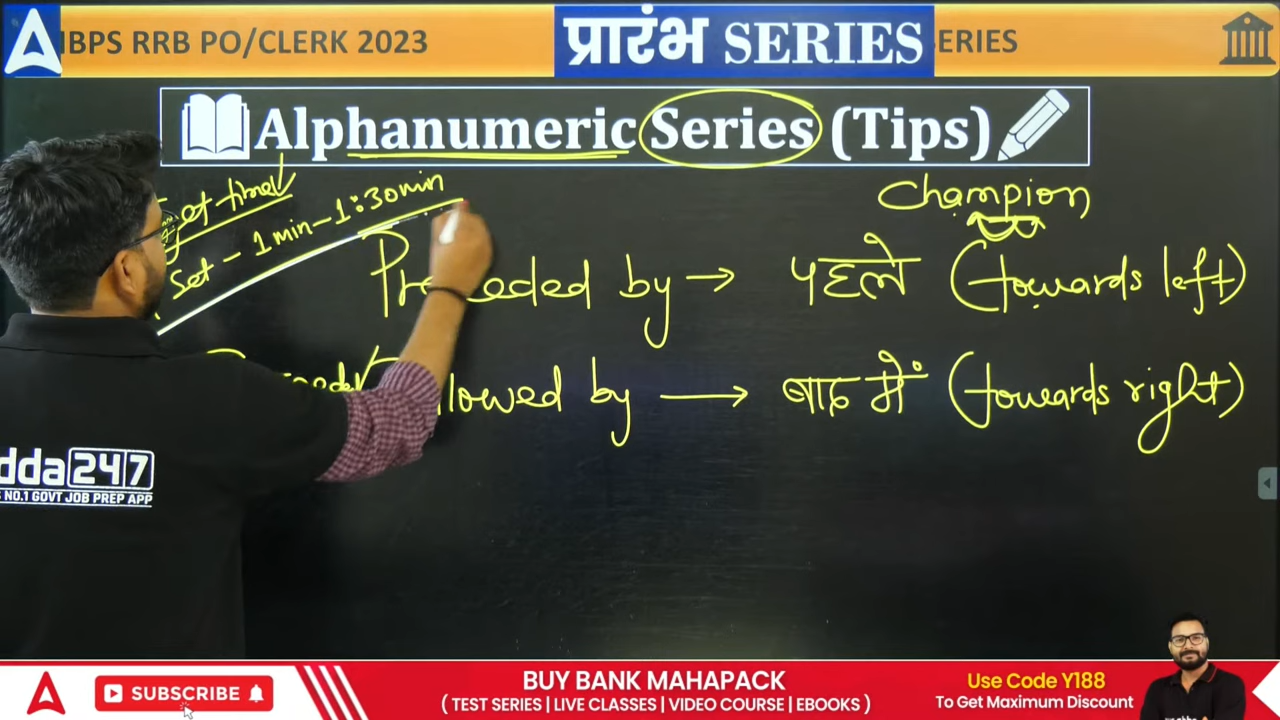 IBPS RRB PO/CLERK 2023
प्रारंभ SERIES
ERIES
Alphanumeric Series (Tips)
Champion
Set - 1 min - 1:30 min
Preceded by → पहले (towards left)
llowed by → बाद में (towards right)
dda247
S NO.1 GOVT JOB PREP APP
SUBSCRIBE
BUY BANK MAHAPACK
( TEST SERIES | LIVE CLASSES | VIDEO COURSE | EBOOKS )
Use Code Y188
To Get Maximum Discount